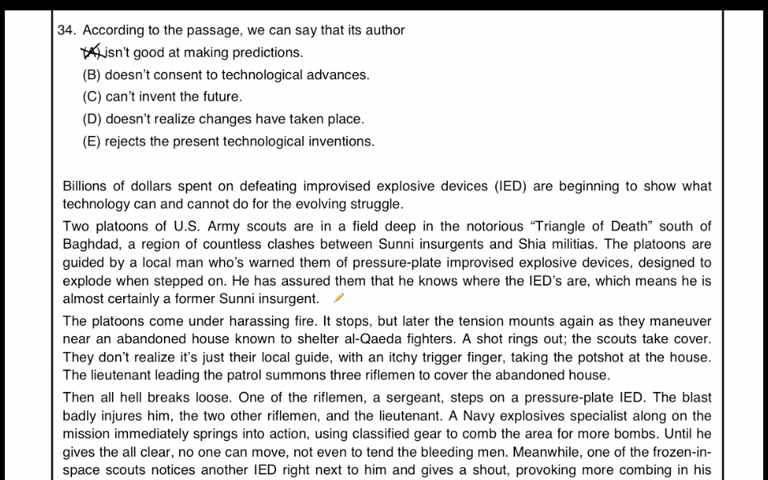 34. According to the passage, we can say that its author
(A) isn't good at making predictions.
(B) doesn't consent to technological advances.
(C) can't invent the future.
(D) doesn't realize changes have taken place.
(E) rejects the present technological inventions.
Billions of dollars spent on defeating improvised explosive devices (IED) are beginning to show what
technology can and cannot do for the evolving struggle.
Two platoons of U.S. Army scouts are in a field deep in the notorious “Triangle of Death” south of
Baghdad, a region of countless clashes between Sunni insurgents and Shia militias. The platoons are
guided by a local man who's warned them of pressure-plate improvised explosive devices, designed to
explode when stepped on. He has assured them that he knows where the IED's are, which means he is
almost certainly a former Sunni insurgent.
The platoons come under harassing fire. It stops, but later the tension mounts again as they maneuver
near an abandoned house known to shelter al-Qaeda fighters. A shot rings out; the scouts take cover.
They don't realize it's just their local guide, with an itchy trigger finger, taking the potshot at the house.
The lieutenant leading the patrol summons three riflemen to cover the abandoned house.
Then all hell breaks loose. One of the riflemen, a sergeant, steps on a pressure-plate IED. The blast
badly injures him, the two other riflemen, and the lieutenant. A Navy explosives specialist along on the
mission immediately springs into action, using classified gear to comb the area for more bombs. Until he
gives the all clear, no one can move, not even to tend the bleeding men. Meanwhile, one of the frozen-in-
space scouts notices another IED right next to him and gives a shout, provoking more combing in his